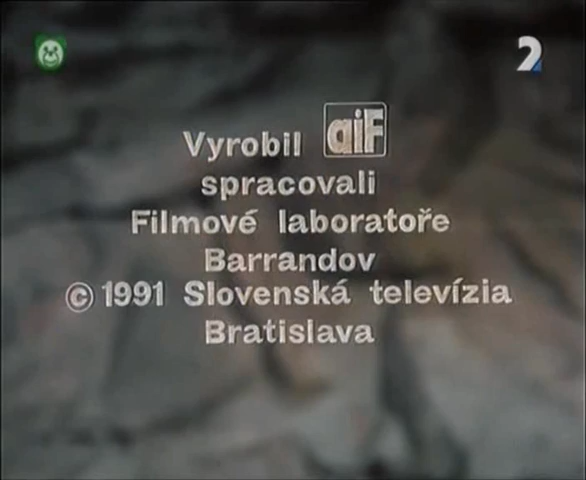 2
Vyrobil aiF
spracovali
Filmové laboratoře
Barrandov
© 1991 Slovenská televízia
Bratislava